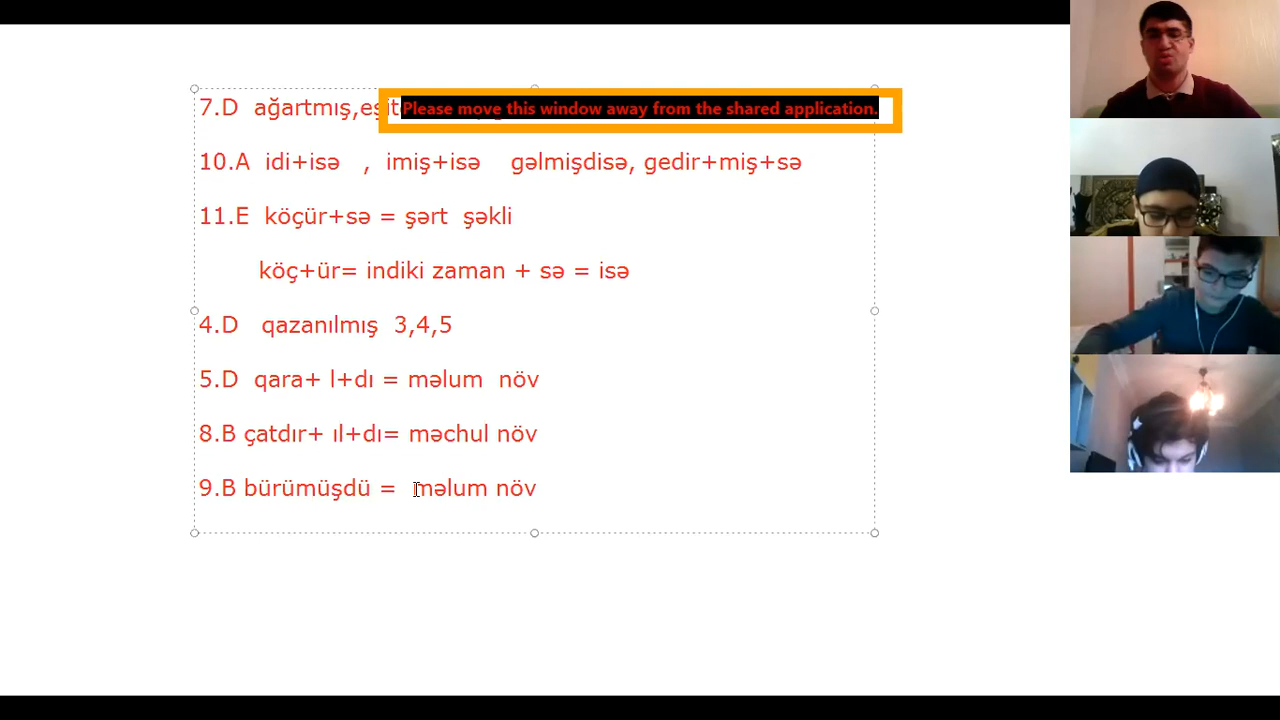 7.D ağartmış,eşit
Please move this window away from the shared application.
10.A idi+isə , imiş+isə gəlmişdisə, gedir+miş+sə
11.E köçür+sə = şərt şəkli
köç+ür= indiki zaman + sə = isə
4.D qazanılmış 3,4,5
5.D qara+ l+dı = məlum növ
8.B çatdır+ ıl+dı= məchul növ
9.B bürümüşdü = məlum növ